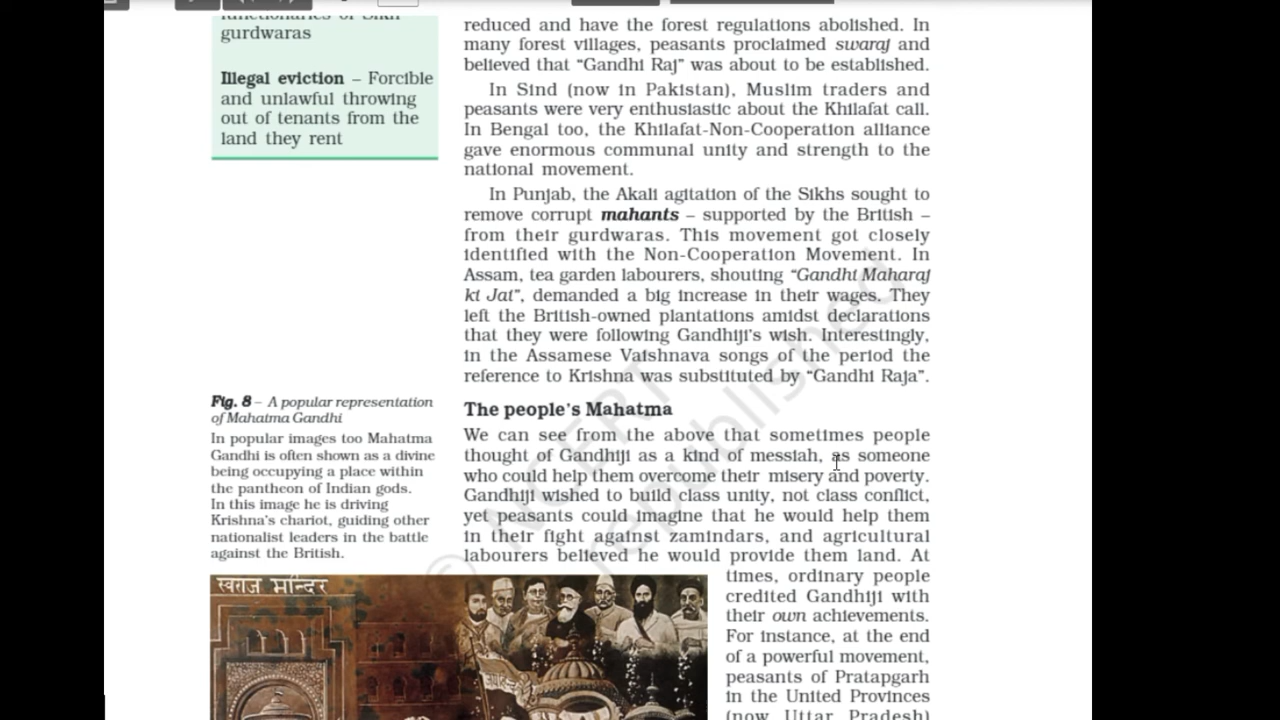 functionaries of Sikh
gurdwaras
Illegal eviction – Forcible
and unlawful throwing
out of tenants from the
land they rent
reduced and have the forest regulations abolished. In
many forest villages, peasants proclaimed swaraj and
believed that “Gandhi Raj” was about to be established.
In Sind (now in Pakistan), Muslim traders and
peasants were very enthusiastic about the Khilafat call.
In Bengal too, the Khilafat-Non-Cooperation alliance
gave enormous communal unity and strength to the
national movement.
In Punjab, the Akali agitation of the Sikhs sought to
remove corrupt mahants – supported by the British –
from their gurdwaras. This movement got closely
identified with the Non-Cooperation Movement. In
Assam, tea garden labourers, shouting “Gandhi Maharaj
ki Jai”, demanded a big increase in their wages. They
left the British-owned plantations amidst declarations
that they were following Gandhiji’s wish. Interestingly,
in the Assamese Vaishnava songs of the period the
reference to Krishna was substituted by “Gandhi Raja”.
Fig. 8 – A popular representation
of Mahatma Gandhi
In popular images too Mahatma
Gandhi is often shown as a divine
being occupying a place within
the pantheon of Indian gods.
In this image he is driving
Krishna’s chariot, guiding other
nationalist leaders in the battle
against the British.
The people’s Mahatma
We can see from the above that sometimes people
thought of Gandhiji as a kind of messiah, as someone
who could help them overcome their misery and poverty.
Gandhiji wished to build class unity, not class conflict,
yet peasants could imagine that he would help them
in their fight against zamindars, and agricultural
labourers believed he would provide them land. At
times, ordinary people
credited Gandhiji with
their own achievements.
For instance, at the end
of a powerful movement,
peasants of Pratapgarh
in the United Provinces
(now Uttar Pradesh)
स्वराज मन्दिर
© NCERT
republished